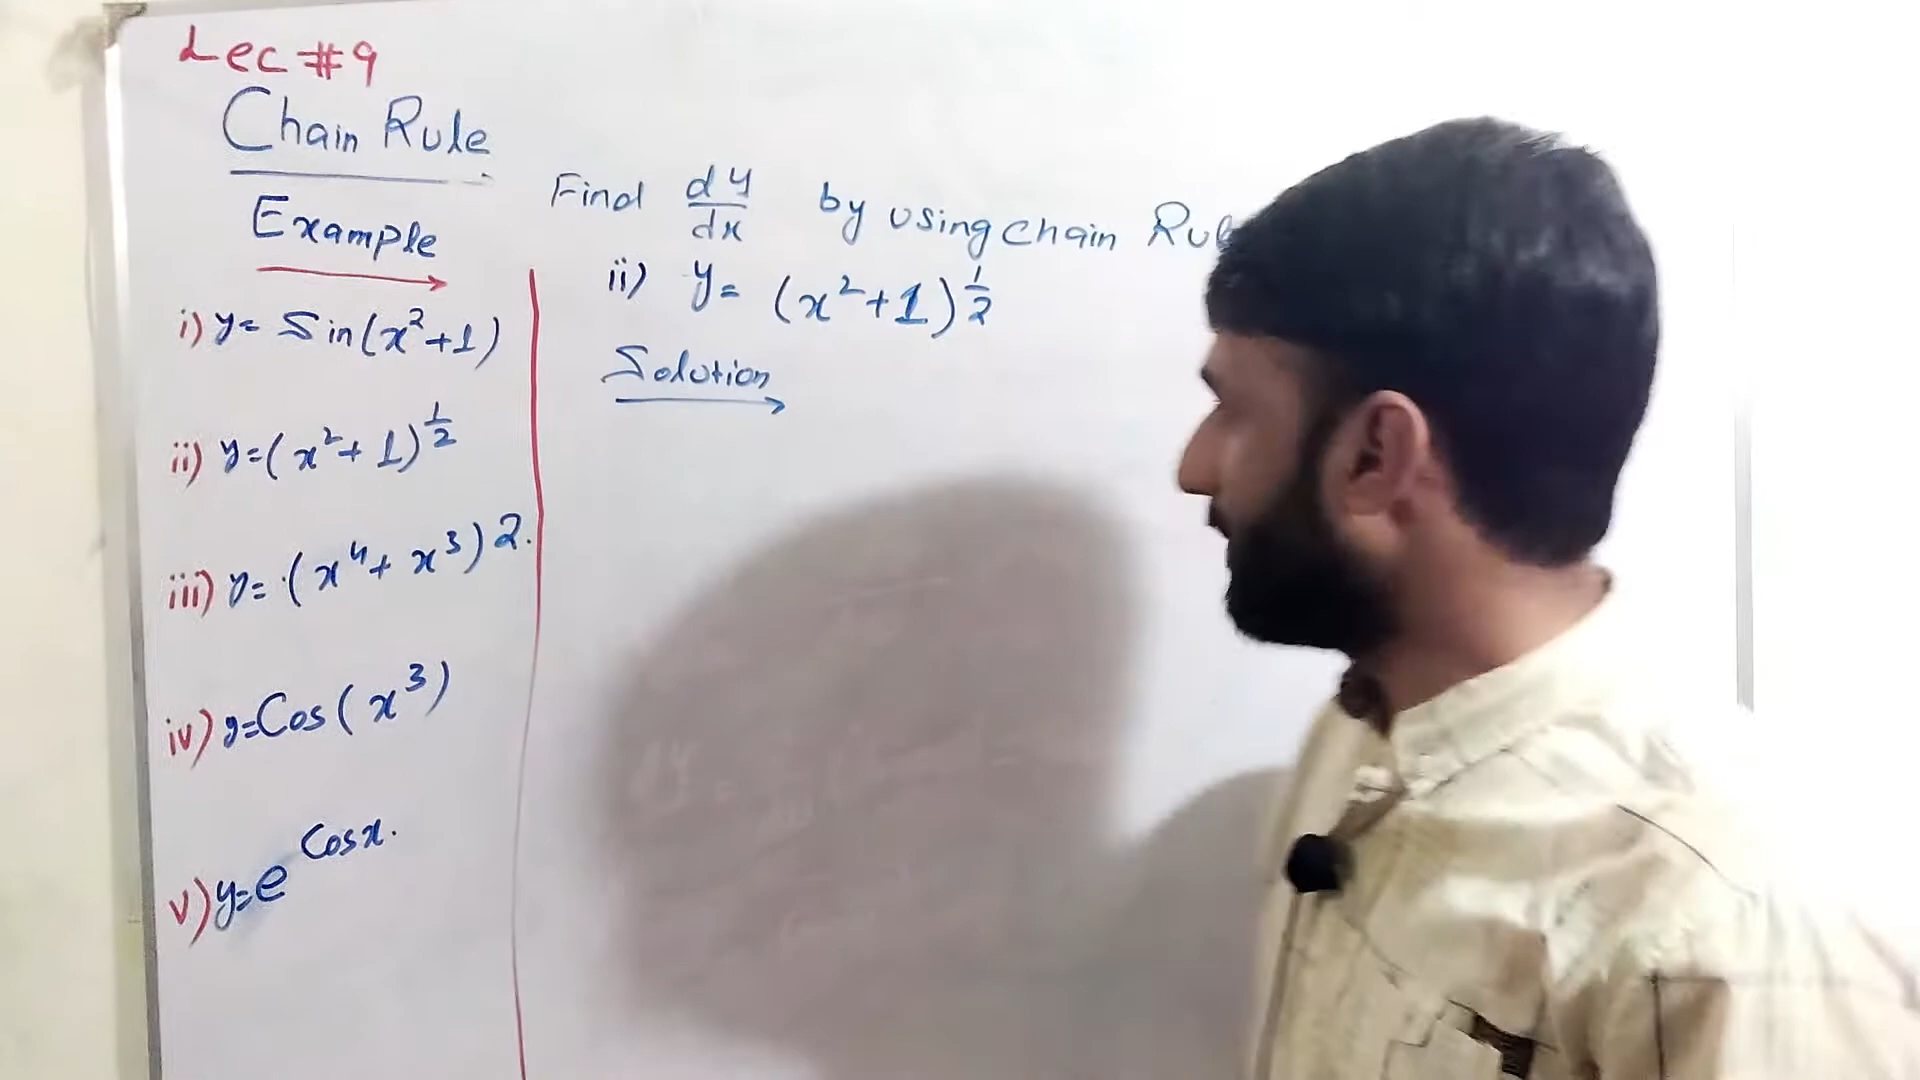 Lec #9
Chain Rule
Example
i) y= Sin(x²+1)
ii) y=(x²+1)^½
iii) y= (x⁴+x³)2.
iv) y=Cos(x³)
v) y=e^Cosx.
Find dy/dx by using chain Rul
ii) y= (x²+1)^½
Solution